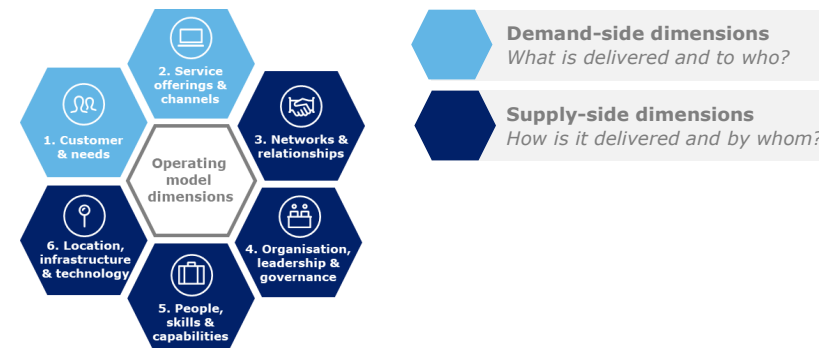 1. Customer
& needs
2. Service
offerings &
channels
3. Networks &
relationships
4. Organisation,
leadership &
governance
5. People,
skills &
capabilities
6. Location,
infrastructure
& technology
Operating
model
dimensions
Demand-side dimensions
What is delivered and to who?
Supply-side dimensions
How is it delivered and by whom?